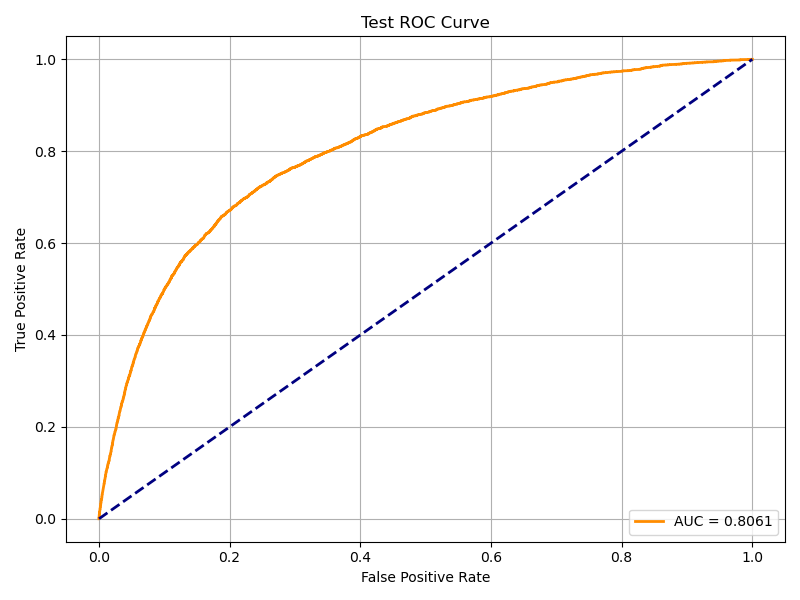 Test ROC Curve
True Positive Rate
1.0
0.8
0.6
0.4
0.2
0.0
0.0 0.2 0.4 0.6 0.8 1.0
False Positive Rate
AUC = 0.8061